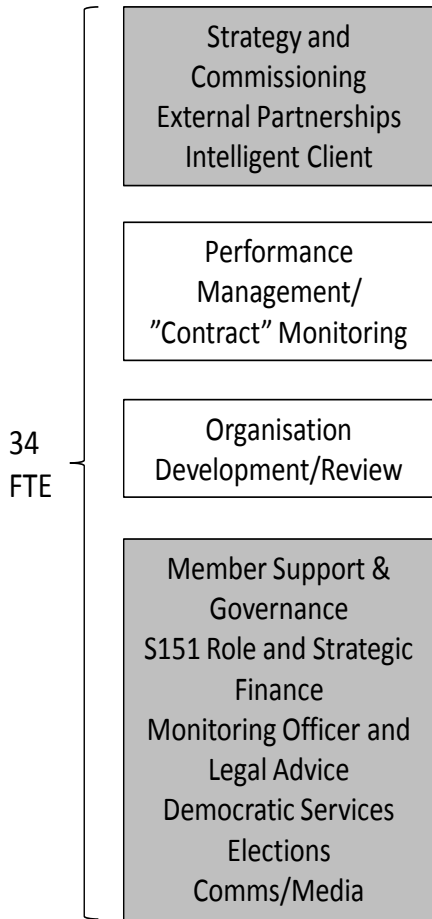 Strategy and
Commissioning
External Partnerships
Intelligent Client
Performance
Management/
”Contract” Monitoring
34
FTE
Organisation
Development/Review
Member Support &
Governance
S151 Role and Strategic
Finance
Monitoring Officer and
Legal Advice
Democratic Services
Elections
Comms/Media